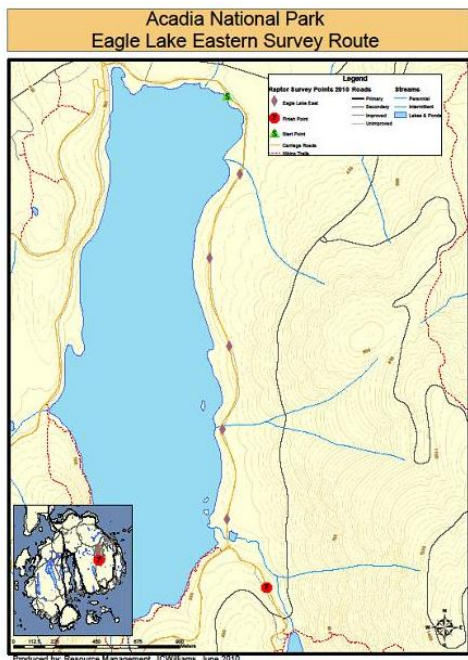 Acadia National Park
Eagle Lake Eastern Survey Route
Legend
Raptor Survey Points 2010 Roads Streams
Eagle Lake East
Finish Point
S Start Point
Carriage Roads
Hiking Trails
Primary
Secondary
Improved
Unimproved
Perennial
Intermittent
Lakes & Ponds
S
N
W E
S
Meters
Produced by: Resource Management, JCWilliams, June 2010